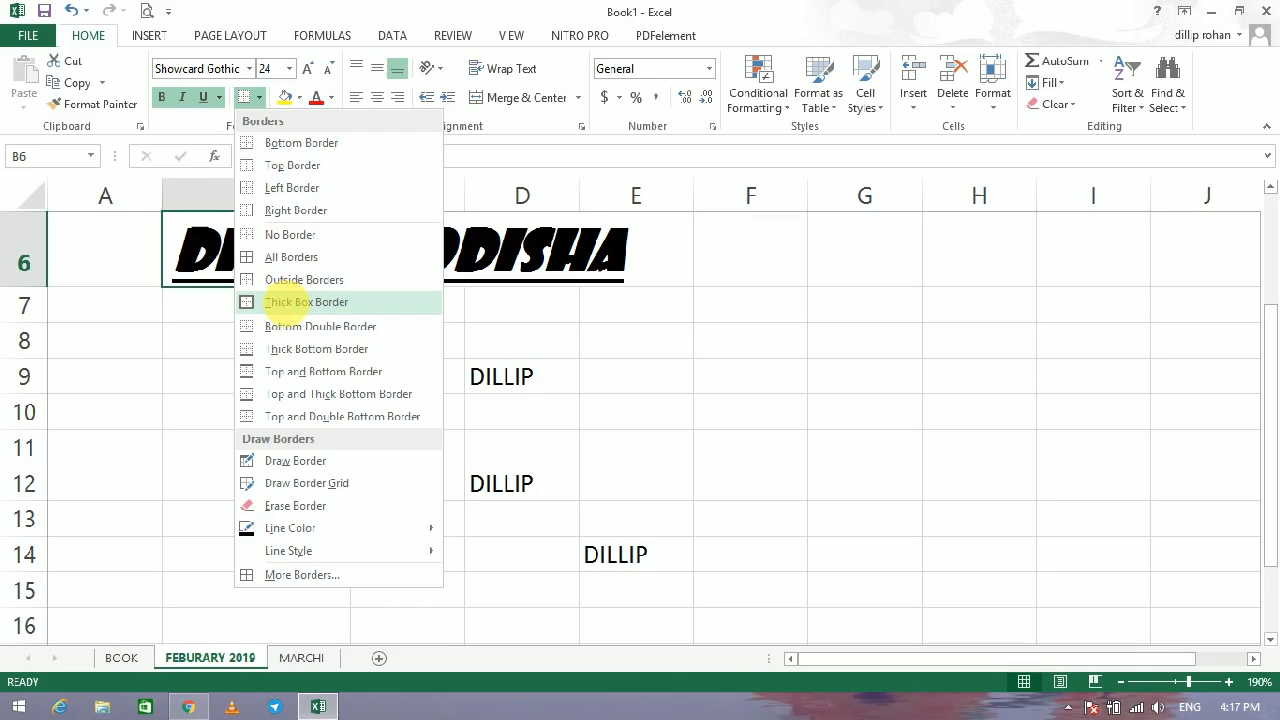 Book1 - Excel
?
FILE HOME INSERT PAGE LAYOUT FORMULAS DATA REVIEW VIEW NITRO PRO PDFelement dillip rohan
Paste
Cut
Copy
Format Painter
Clipboard
Showcard Gothic 24
B I U
Wrap Text
Merge & Center
General
$ % ,
Number
Conditional Formatting
Format as Table
Cell Styles
Styles
Insert Delete Format
Cells
AutoSum
Fill
Clear
Sort & Filter
Find & Select
Editing
B6
fx
Borders
Bottom Border
Top Border
Left Border
Right Border
No Border
All Borders
Outside Borders
Thick Box Border
Bottom Double Border
Thick Bottom Border
Top and Bottom Border
Top and Thick Bottom Border
Top and Double Bottom Border
Draw Borders
Draw Border
Draw Border Grid
Erase Border
Line Color
Line Style
More Borders...
A D E F G H I J
6 ODISHA
7
8
9 DILLIP
10
11
12 DILLIP
13
14 DILLIP
15
16
BOOK FEBURARY 2019 MARCHI
READY 190%
ENG 4:17 PM